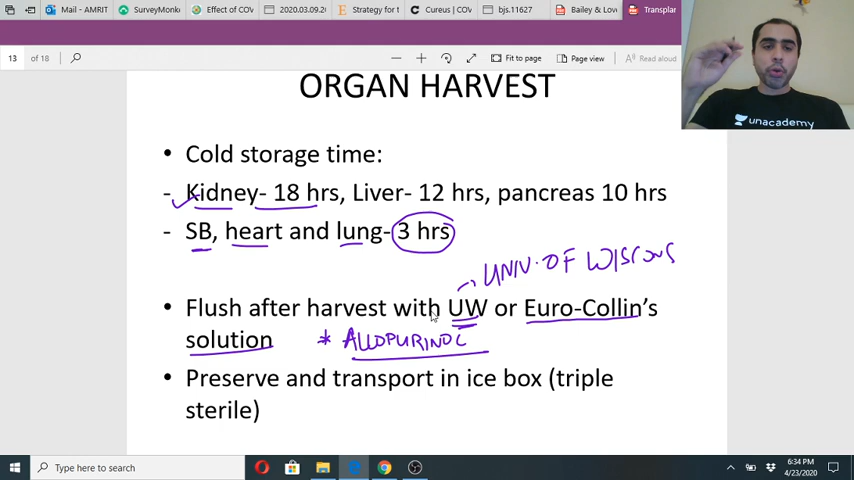 Mail - AMRIT
SurveyMonk
Effect of COV
2020.03.09.20
Strategy for t
Cureus | CO
bjs.11627
Bailey & Love
Transplan
13 of 18
Fit to page
Page view
A Read aloud
unacademy
ORGAN HARVEST
• Cold storage time:
- Kidney- 18 hrs, Liver- 12 hrs, pancreas 10 hrs
- SB, heart and lung- 3 hrs
UNIV. OF WISCONS
• Flush after harvest with UW or Euro-Collin's
solution * ALLOPURINOL
• Preserve and transport in ice box (triple
sterile)
Type here to search
6:34 PM
4/23/2020